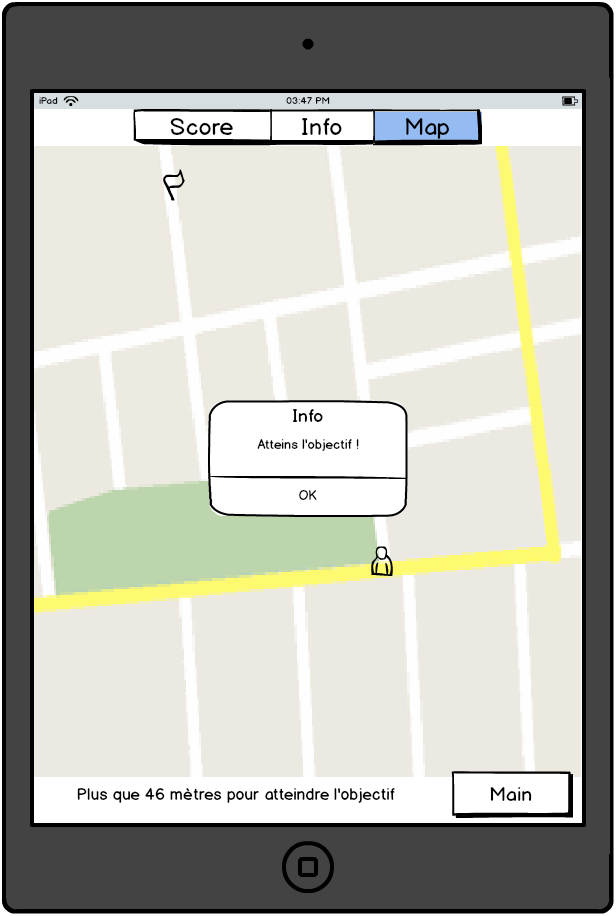 iPad 03:47 PM
Score Info Map
Info
Atteins l'objectif !
OK
Plus que 46 mètres pour atteindre l'objectif
Main